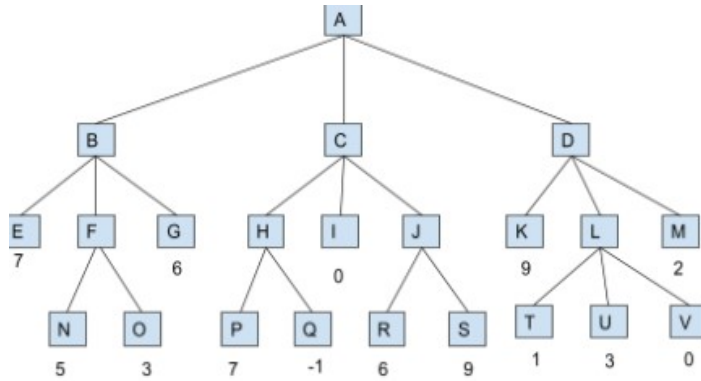 A
B C D
E F G H I J K L M
7 6 0 9 2
N O P Q R S T U V
5 3 7 -1 6 9 1 3 0